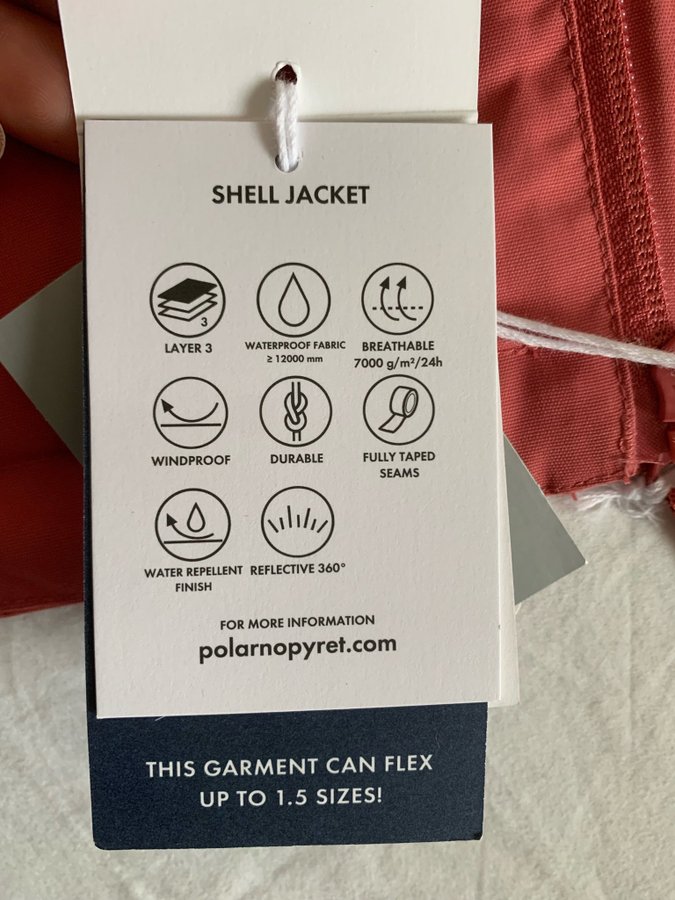 SHELL JACKET
3
LAYER 3
WATERPROOF FABRIC
≥ 12000 mm
BREATHABLE
7000 g/m²/24h
WINDPROOF
DURABLE
FULLY TAPED
SEAMS
WATER REPELLENT
FINISH
REFLECTIVE 360°
FOR MORE INFORMATION
polarnopyret.com
THIS GARMENT CAN FLEX
UP TO 1.5 SIZES!